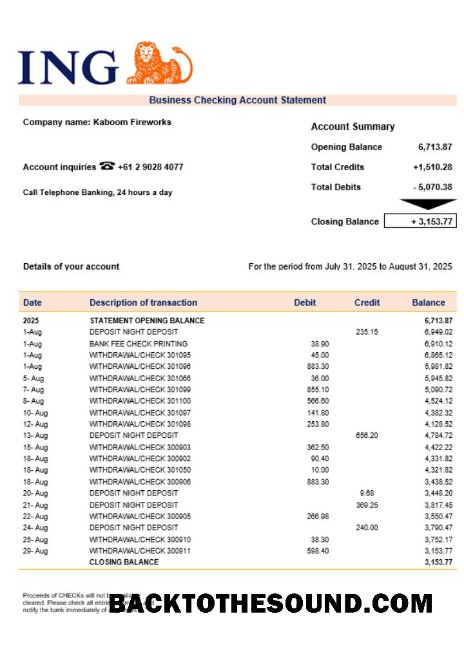 ING
Business Checking Account Statement
Company name: Kaboom Fireworks
Account Summary
Opening Balance 6,713.87
Account inquiries ☎ +61 2 9028 4077
Total Credits +1,510.28
Call Telephone Banking, 24 hours a day
Total Debits - 5,070.38
Closing Balance + 3,153.77
Details of your account For the period from July 31, 2025 to August 31, 2025
Date Description of transaction Debit Credit Balance
2025 STATEMENT OPENING BALANCE 6,713.87
1-Aug DEPOSIT NIGHT DEPOSIT 235.15 6,949.02
1-Aug BANK FEE CHECK PRINTING 38.90 6,910.12
1-Aug WITHDRAWAL/CHECK 301095 45.00 6,865.12
1-Aug WITHDRAWAL/CHECK 301096 883.30 5,981.82
5- Aug WITHDRAWAL/CHECK 301066 36.00 5,945.82
7- Aug WITHDRAWAL/CHECK 301099 855.10 5,090.72
8- Aug WITHDRAWAL/CHECK 301100 566.60 4,524.12
10- Aug WITHDRAWAL/CHECK 301097 141.80 4,382.32
12- Aug WITHDRAWAL/CHECK 301098 253.80 4,128.52
13- Aug DEPOSIT NIGHT DEPOSIT 656.20 4,784.72
15- Aug WITHDRAWAL/CHECK 300903 362.50 4,422.22
18- Aug WITHDRAWAL/CHECK 300902 90.40 4,331.82
18- Aug WITHDRAWAL/CHECK 301050 10.00 4,321.82
18- Aug WITHDRAWAL/CHECK 300906 883.30 3,438.52
20- Aug DEPOSIT NIGHT DEPOSIT 9.68 3,448.20
21- Aug DEPOSIT NIGHT DEPOSIT 369.25 3,817.45
22- Aug WITHDRAWAL/CHECK 300905 266.98 3,550.47
24- Aug DEPOSIT NIGHT DEPOSIT 240.00 3,790.47
25- Aug WITHDRAWAL/CHECK 300910 38.30 3,752.17
29- Aug WITHDRAWAL/CHECK 300911 598.40 3,153.77
CLOSING BALANCE 3,153.77
Proceeds of CHECKs will not be
cleared. Please check all and
notify the bank immediately of
BACKTOTHESOUND.COM